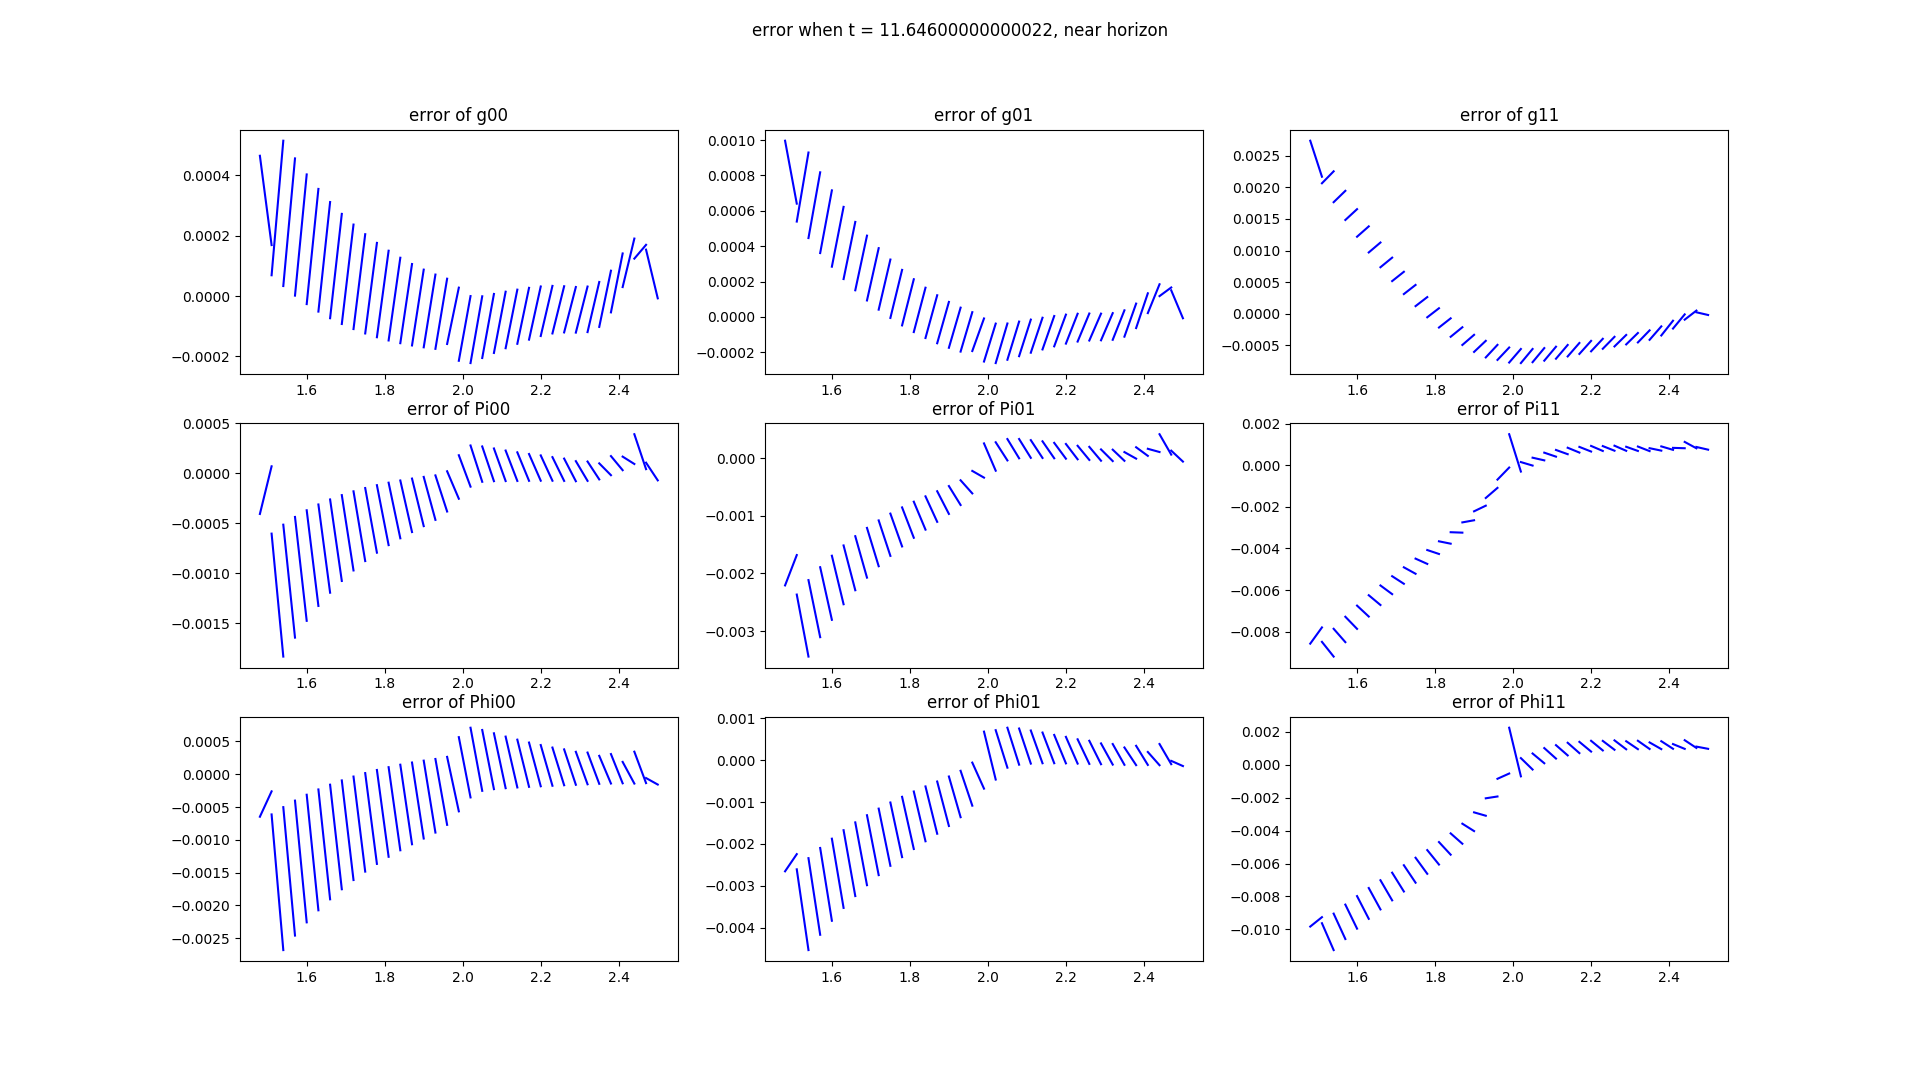 error when t = 11.64600000000022, near horizon
error of g00
error of g01
error of g11
0.0004
0.0002
0.0000
−0.0002
1.6 1.8 2.0 2.2 2.4
0.0010
0.0008
0.0006
0.0004
0.0002
0.0000
−0.0002
1.6 1.8 2.0 2.2 2.4
0.0025
0.0020
0.0015
0.0010
0.0005
0.0000
−0.0005
1.6 1.8 2.0 2.2 2.4
error of Pi00
error of Pi01
error of Pi11
0.0005
0.0000
−0.0005
−0.0010
−0.0015
1.6 1.8 2.0 2.2 2.4
0.000
−0.001
−0.002
−0.003
1.6 1.8 2.0 2.2 2.4
0.002
0.000
−0.002
−0.004
−0.006
−0.008
1.6 1.8 2.0 2.2 2.4
error of Phi00
error of Phi01
error of Phi11
0.0005
0.0000
−0.0005
−0.0010
−0.0015
−0.0020
−0.0025
1.6 1.8 2.0 2.2 2.4
0.001
0.000
−0.001
−0.002
−0.003
−0.004
1.6 1.8 2.0 2.2 2.4
0.002
0.000
−0.002
−0.004
−0.006
−0.008
−0.010
1.6 1.8 2.0 2.2 2.4